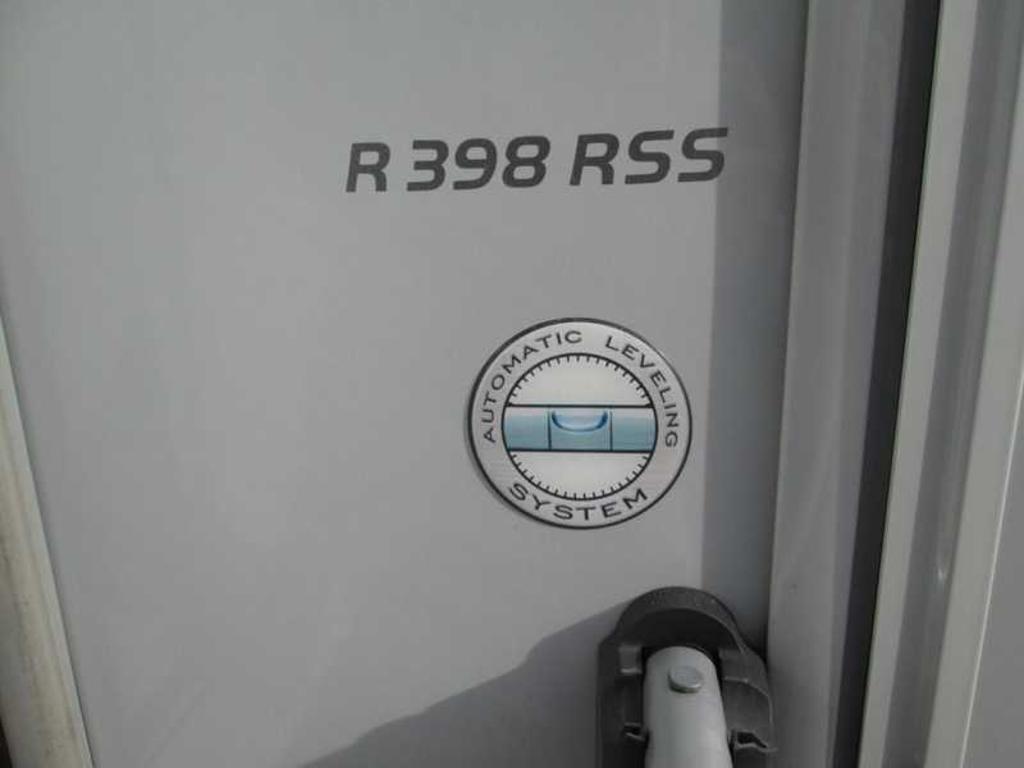 R 398 RSS
AUTOMATIC LEVELING
SYSTEM